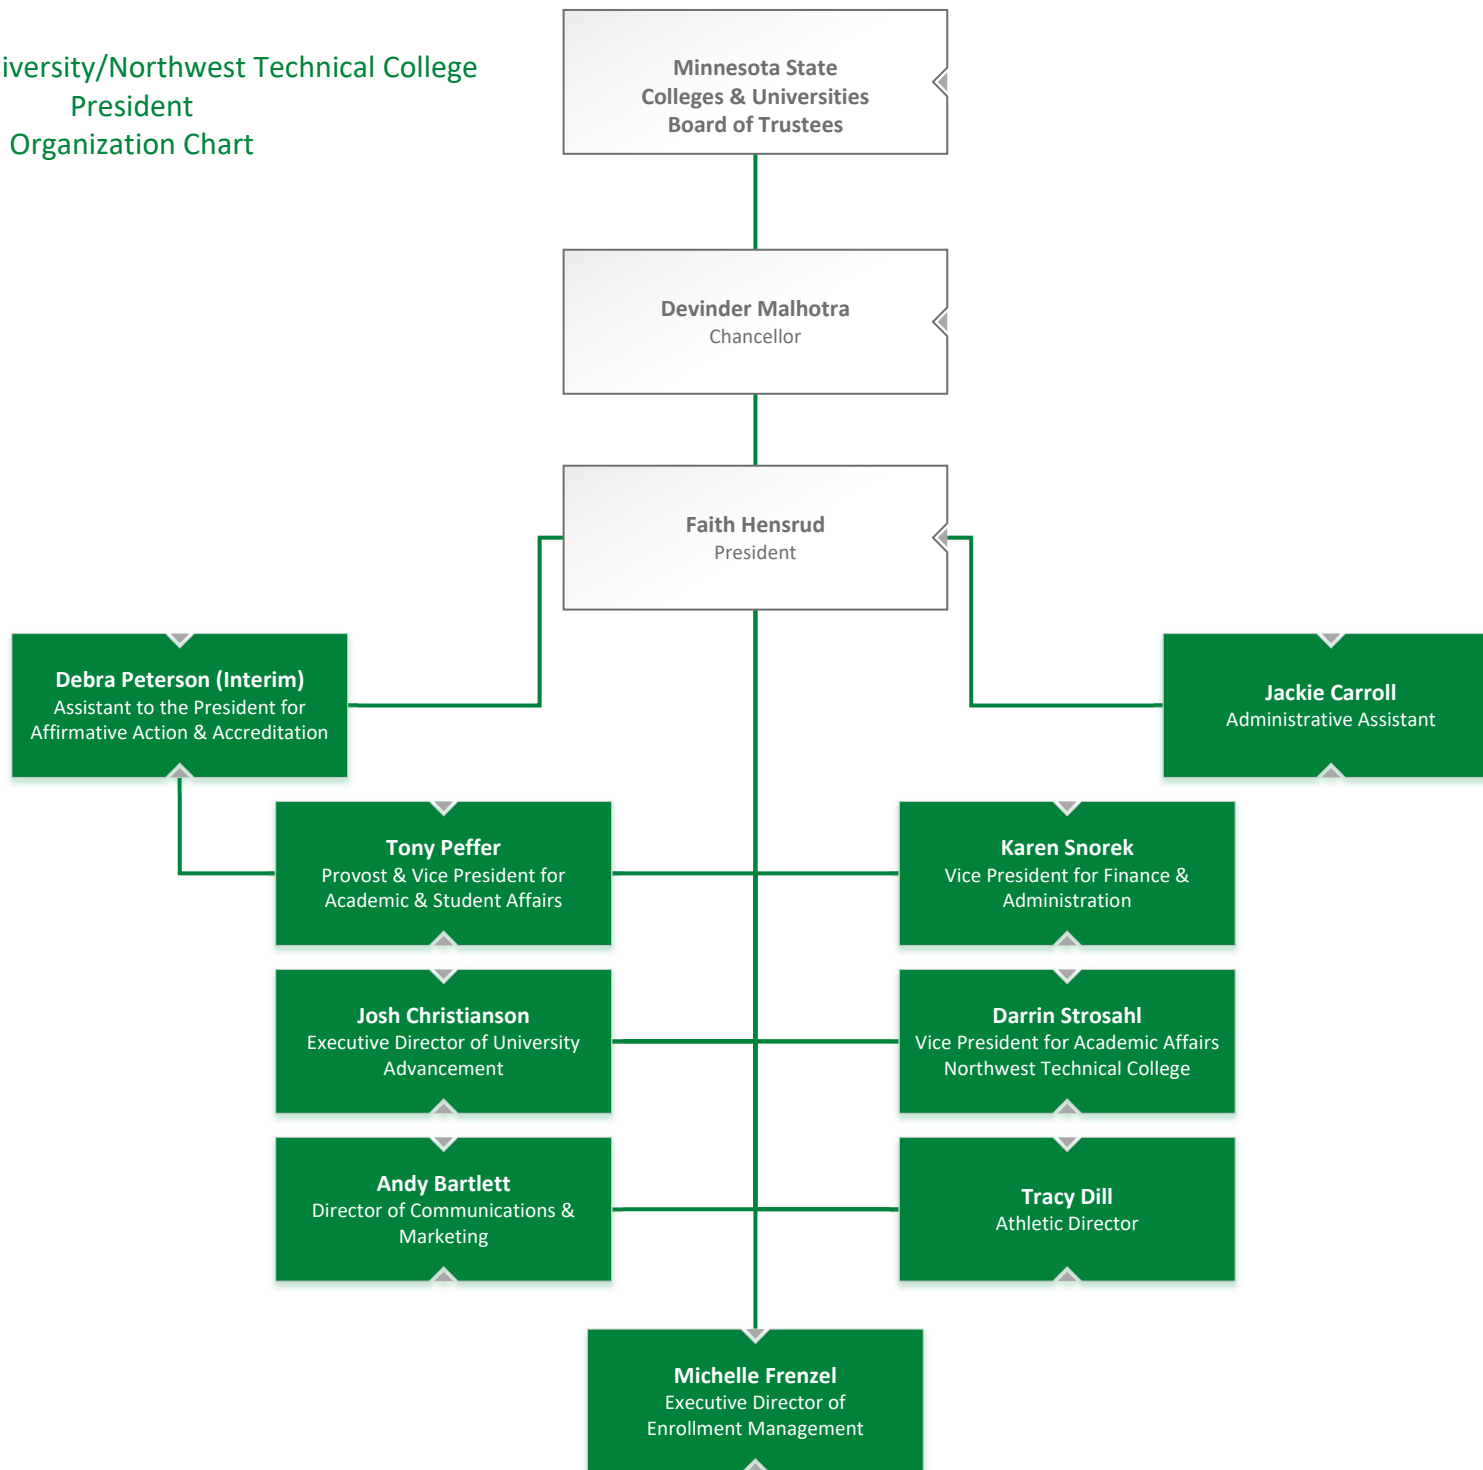 iversity/Northwest Technical College
President
Organization Chart
Minnesota State
Colleges & Universities
Board of Trustees
Devinder Malhotra
Chancellor
Faith Hensrud
President
Debra Peterson (Interim)
Assistant to the President for
Affirmative Action & Accreditation
Jackie Carroll
Administrative Assistant
Tony Peffer
Provost & Vice President for
Academic & Student Affairs
Karen Snorek
Vice President for Finance &
Administration
Josh Christianson
Executive Director of University
Advancement
Darrin Strosahl
Vice President for Academic Affairs
Northwest Technical College
Andy Bartlett
Director of Communications &
Marketing
Tracy Dill
Athletic Director
Michelle Frenzel
Executive Director of
Enrollment Management